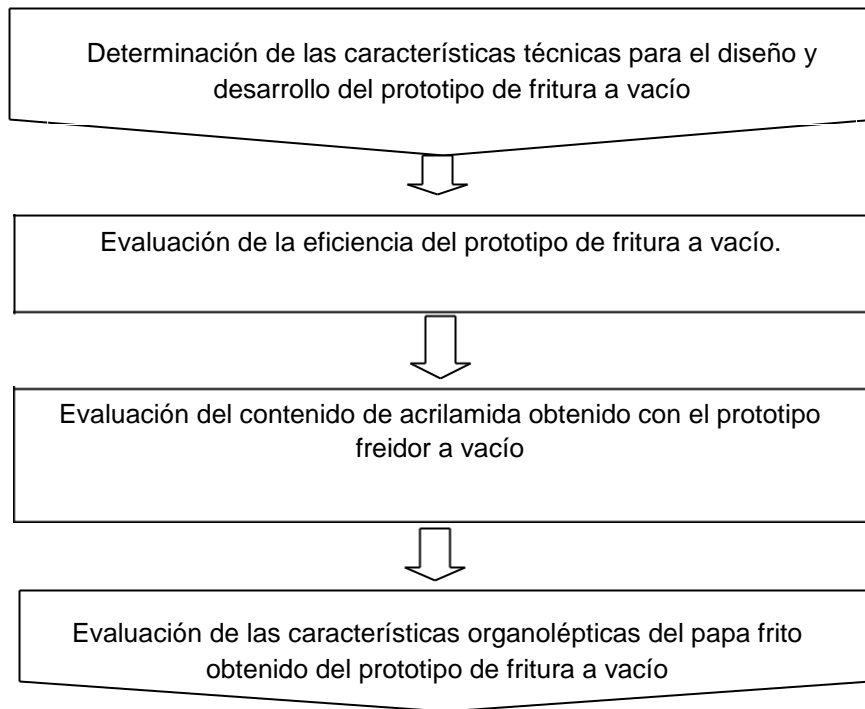 Determinación de las características técnicas para el diseño y
desarrollo del prototipo de fritura a vacío
Evaluación de la eficiencia del prototipo de fritura a vacío.
Evaluación del contenido de acrilamida obtenido con el prototipo
freidor a vacío
Evaluación de las características organolépticas del papa frito
obtenido del prototipo de fritura a vacío